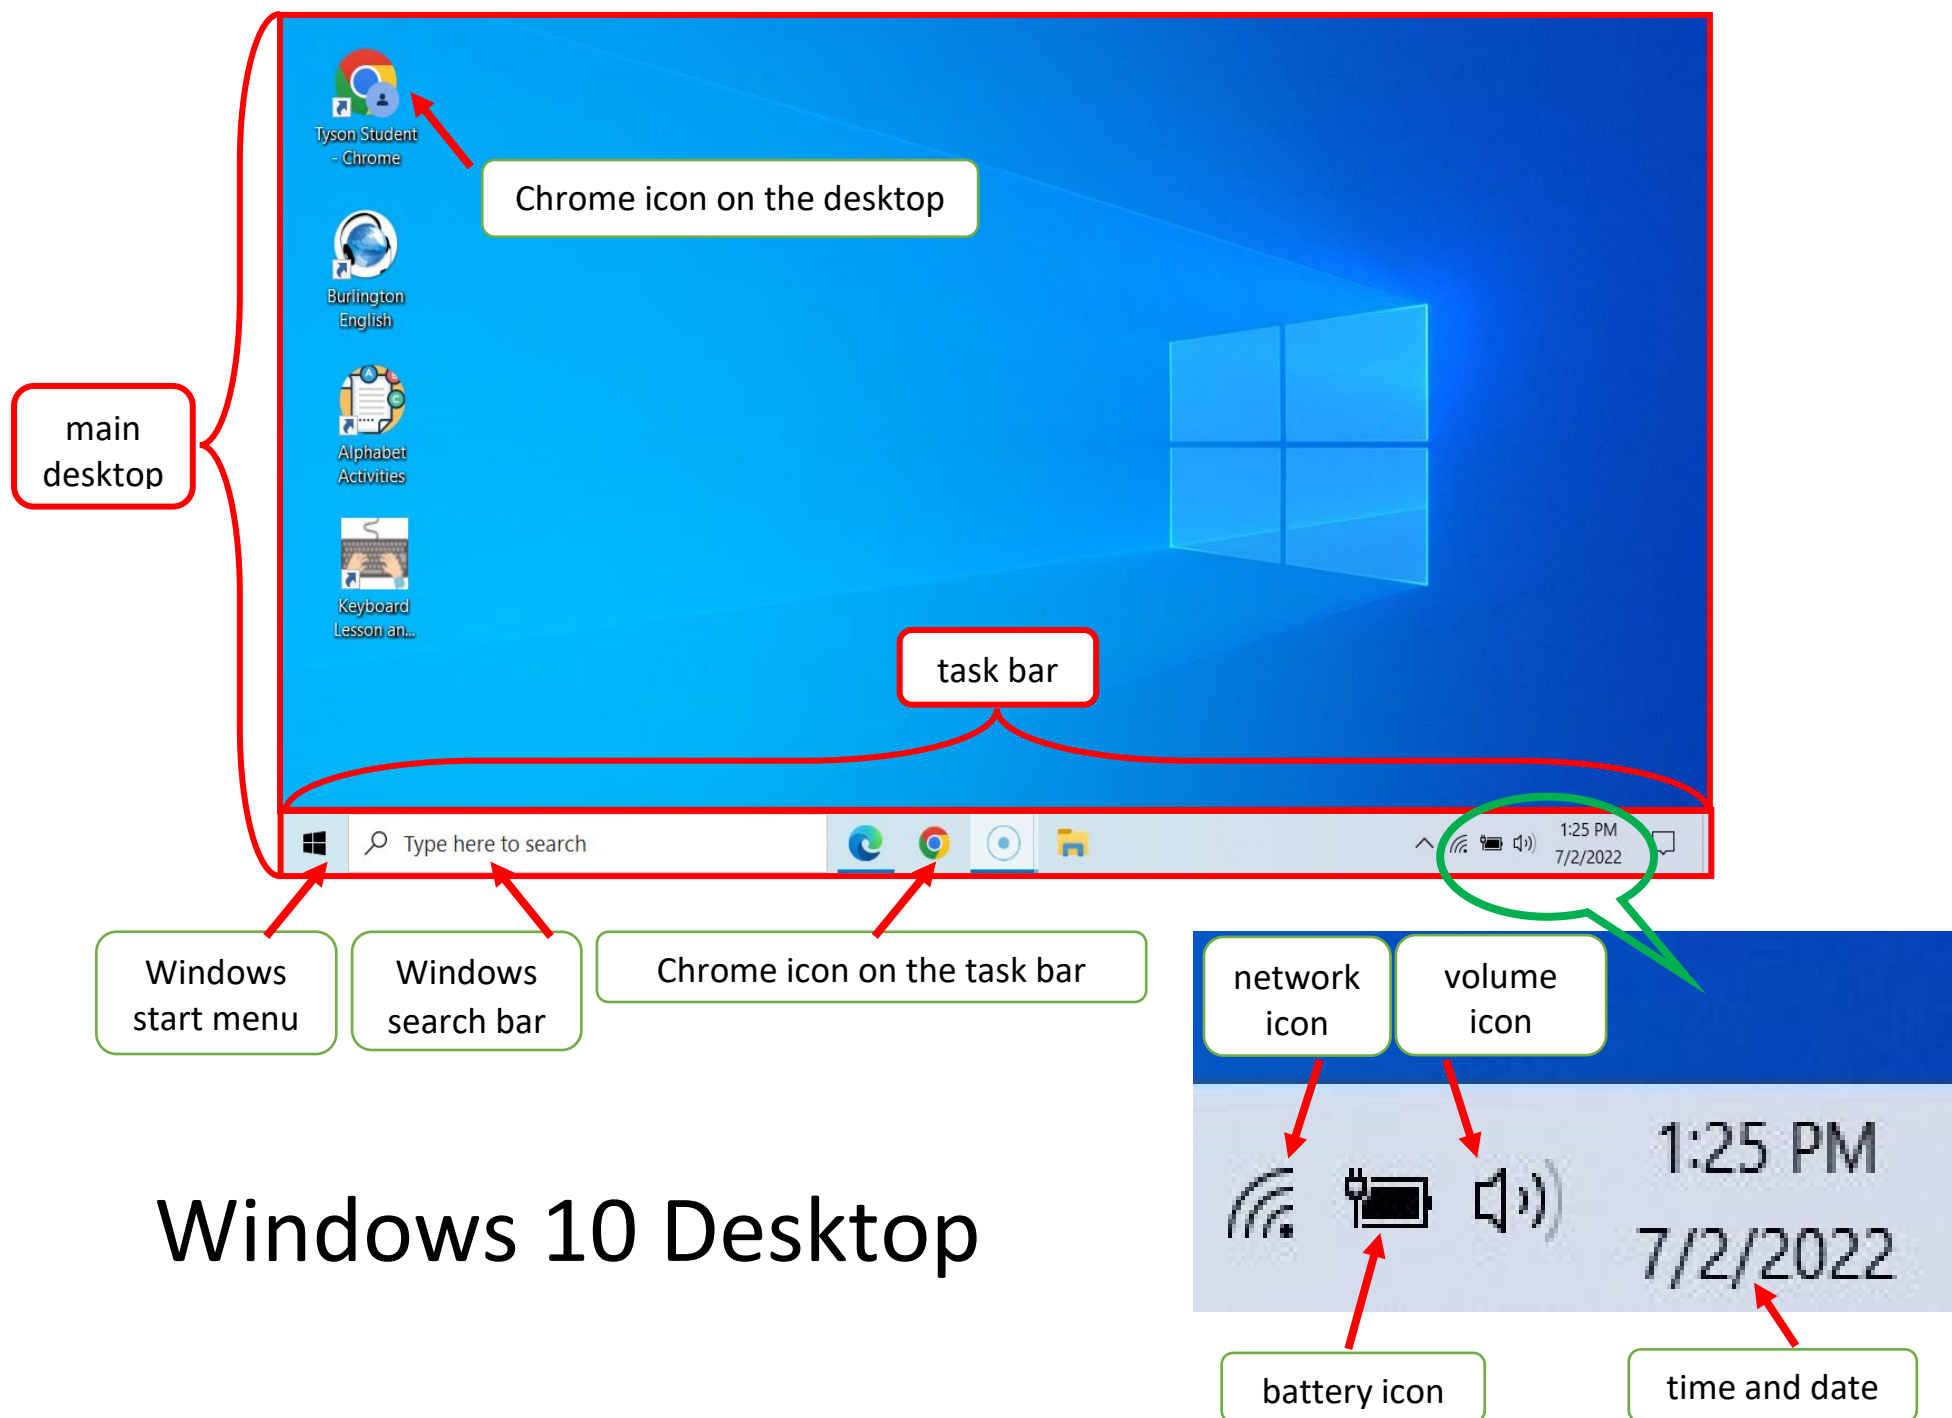 Tyson Student
- Chrome
Chrome icon on the desktop
Burlington
English
main
desktop
Alphabet
Activities
Keyboard
Lesson an...
task bar
Type here to search
1:25 PM
7/2/2022
Windows
start menu
Windows
search bar
Chrome icon on the task bar
network
icon
volume
icon
1:25 PM
7/2/2022
Windows 10 Desktop
battery icon
time and date